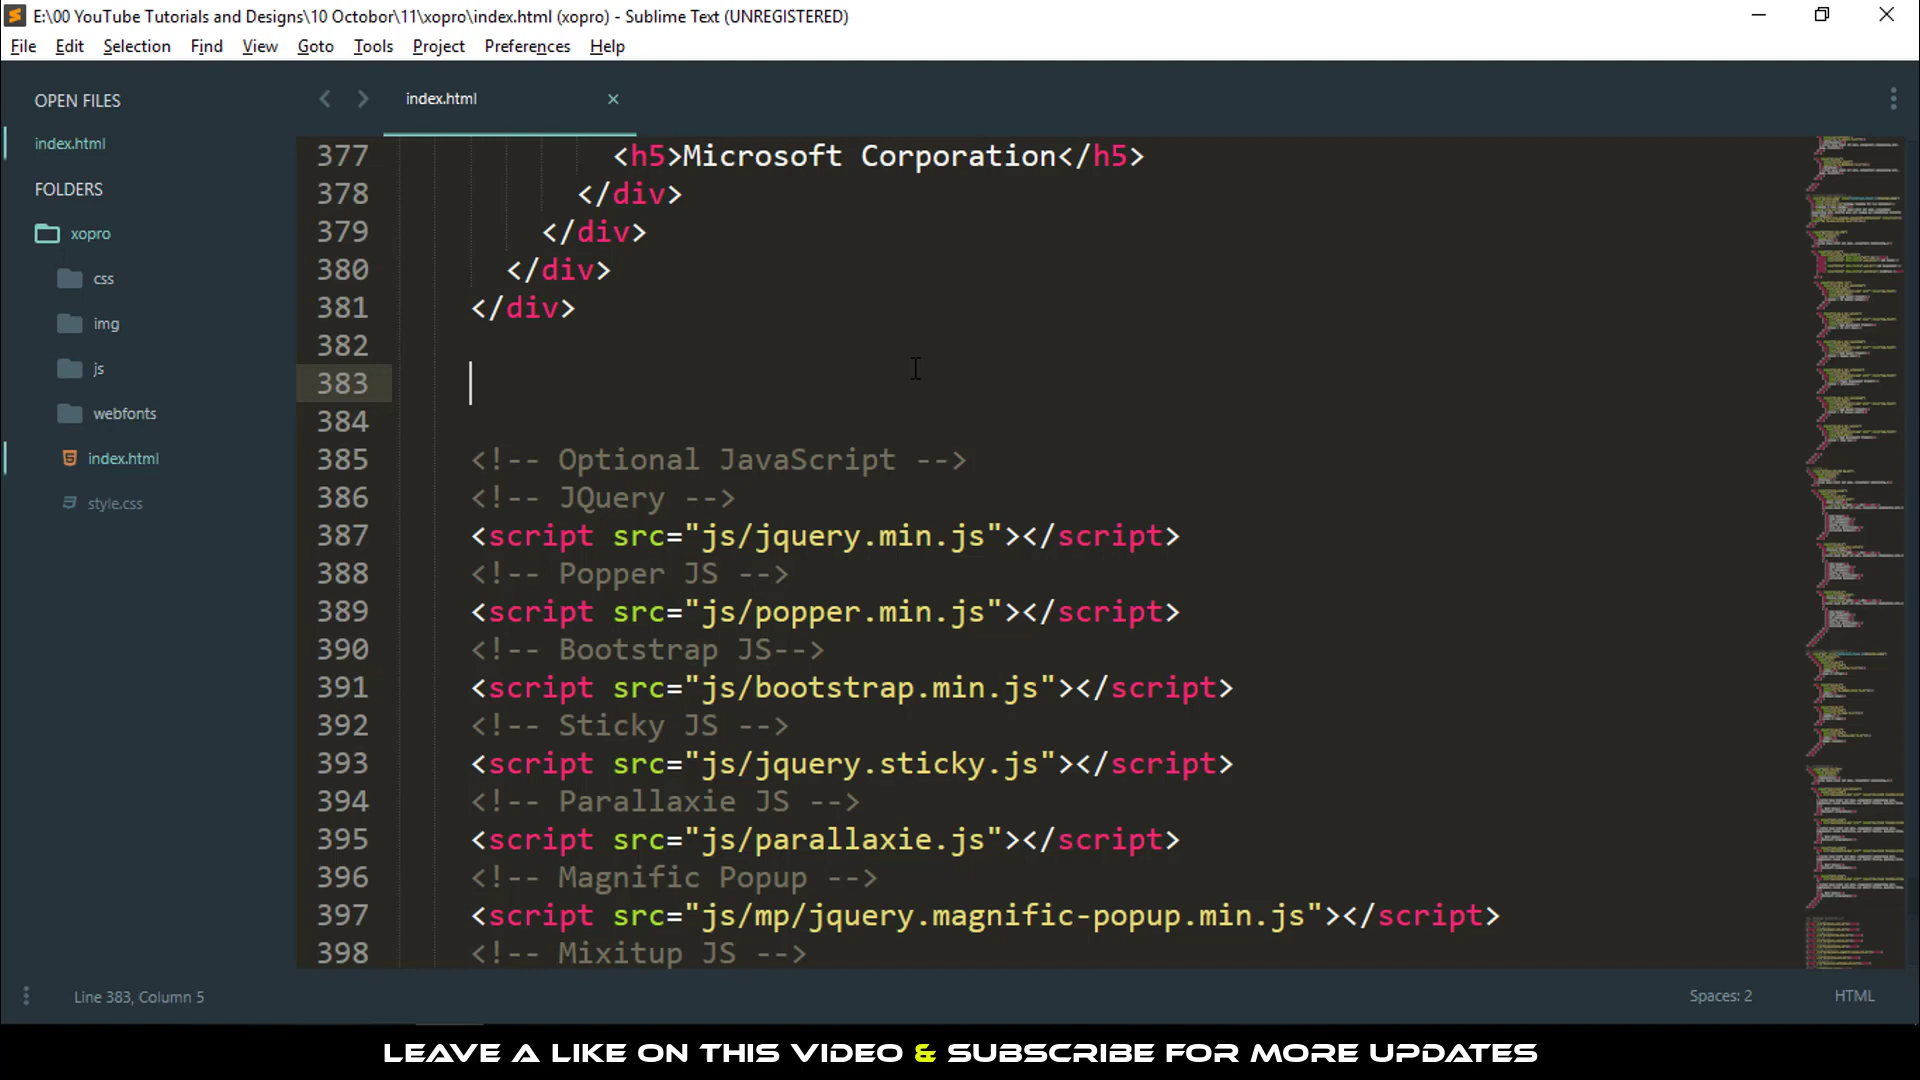 E:\00 YouTube Tutorials and Designs\10 Octobor\11\xopro\index.html (xopro) - Sublime Text (UNREGISTERED)
File Edit Selection Find View Goto Tools Project Preferences Help
OPEN FILES
index.html
FOLDERS
xopro
css
img
js
webfonts
index.html
style.css
index.html
377 <h5>Microsoft Corporation</h5>
378 </div>
379 </div>
380 </div>
381 </div>
382
383
384
385 <!-- Optional JavaScript -->
386 <!-- JQuery -->
387 <script src="js/jquery.min.js"></script>
388 <!-- Popper JS -->
389 <script src="js/popper.min.js"></script>
390 <!-- Bootstrap JS-->
391 <script src="js/bootstrap.min.js"></script>
392 <!-- Sticky JS -->
393 <script src="js/jquery.sticky.js"></script>
394 <!-- Parallaxie JS -->
395 <script src="js/parallaxie.js"></script>
396 <!-- Magnific Popup -->
397 <script src="js/mp/jquery.magnific-popup.min.js"></script>
398 <!-- Mixitup JS -->
Line 383, Column 5
Spaces: 2
HTML
LEAVE A LIKE ON THIS VIDEO & SUBSCRIBE FOR MORE UPDATES